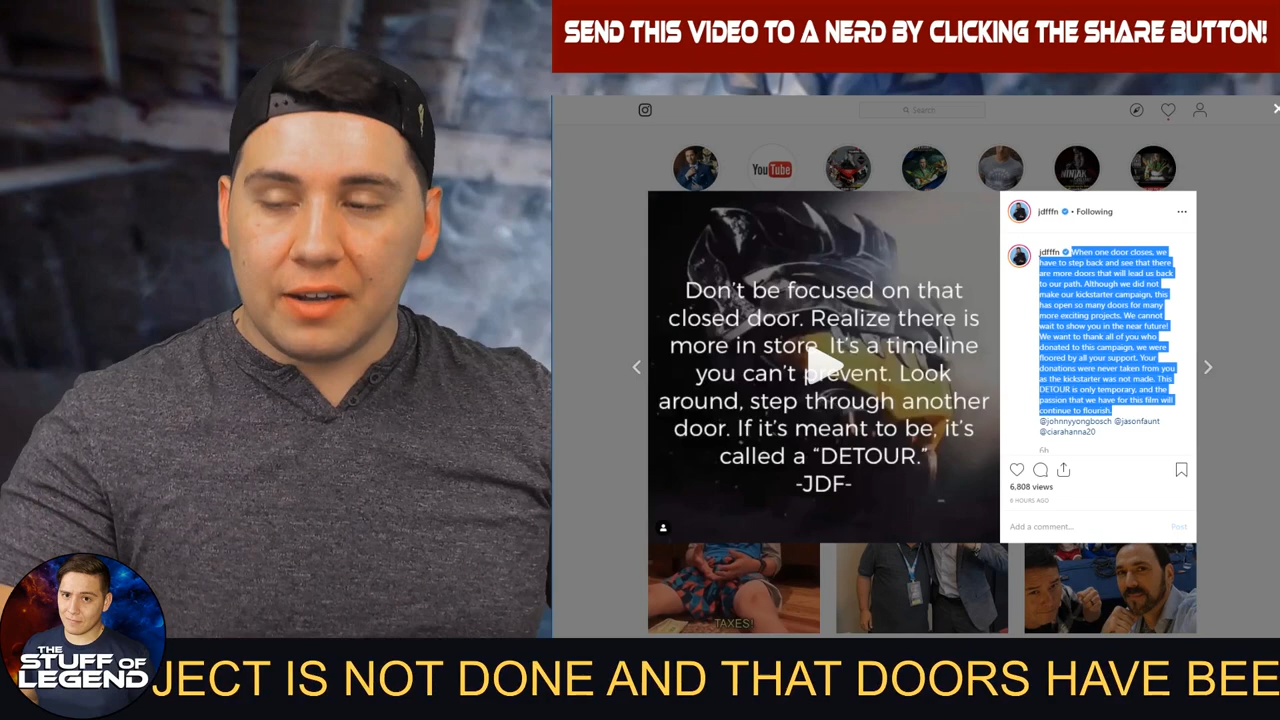 SEND THIS VIDEO TO A NERD BY CLICKING THE SHARE BUTTON!
Search
YouTube
jdfffn • Following
Don't be focused on that
closed door. Realize there is
more in store. It's a timeline
you can't prevent. Look
around, step through another
door. If it's meant to be, it's
called a “DETOUR.”
-JDF-
jdfffn When one door closes, we
have to step back and see that there
are more doors that will lead us back
to our path. Although we did not
make our kickstarter campaign, this
has open so many doors for many
more exciting projects. We cannot
wait to show you in the near future!
We want to thank all of you who
donated to this campaign, we were
floored by all your support. Your
donations were never taken from you
as the kickstarter was not made. This
DETOUR is only temporary, and the
passion that we have for this film will
continue to flourish.
@johnnyyongbosch @jasonfaunt
@ciarahanna20
6h
6,808 views
6 HOURS AGO
Add a comment...
Post
TAXES!
THE
STUFF OF
LEGEND
JECT IS NOT DONE AND THAT DOORS HAVE BEE